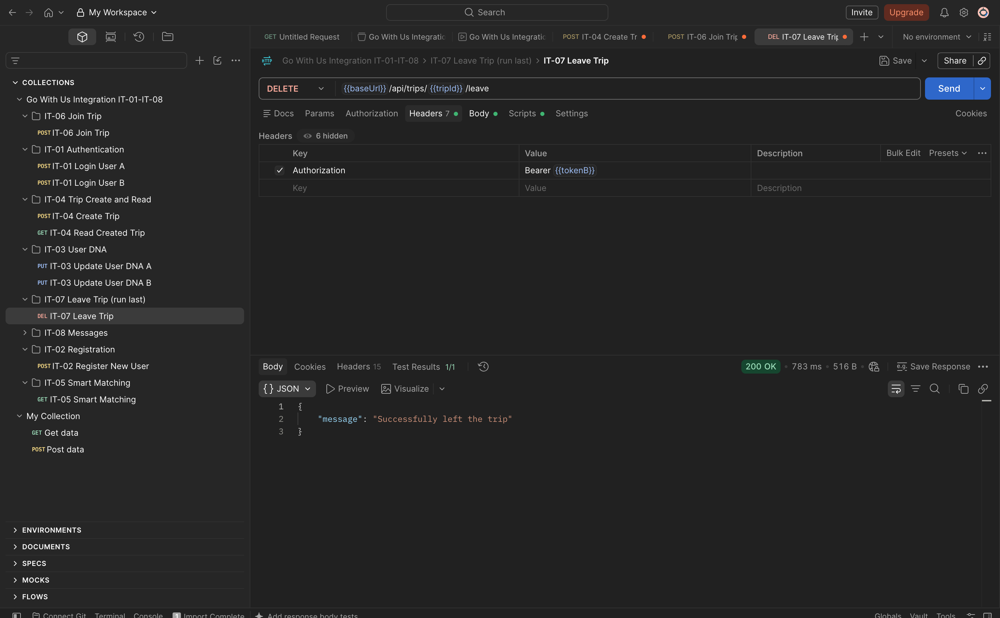 My Workspace
Search
Invite
Upgrade
GET Untitled Request
Go With Us Integratic
Go With Us Integratic
POST IT-04 Create Tr
POST IT-06 Join Trip
DEL IT-07 Leave Trip
No environment
HTTP Go With Us Integration IT-01-IT-08 > IT-07 Leave Trip (run last) > IT-07 Leave Trip
Save
Share
COLLECTIONS
Go With Us Integration IT-01-IT-08
IT-06 Join Trip
POST IT-06 Join Trip
IT-01 Authentication
POST IT-01 Login User A
POST IT-01 Login User B
IT-04 Trip Create and Read
POST IT-04 Create Trip
GET IT-04 Read Created Trip
IT-03 User DNA
PUT IT-03 Update User DNA A
PUT IT-03 Update User DNA B
IT-07 Leave Trip (run last)
DEL IT-07 Leave Trip
IT-08 Messages
IT-02 Registration
POST IT-02 Register New User
IT-05 Smart Matching
GET IT-05 Smart Matching
My Collection
GET Get data
POST Post data
ENVIRONMENTS
DOCUMENTS
SPECS
MOCKS
FLOWS
DELETE {{baseUrl}}/api/trips/{{tripId}}/leave
Send
Docs Params Authorization Headers 7 Body Scripts Settings Cookies
Headers 6 hidden
Key Value Description Bulk Edit Presets
Authorization Bearer {{tokenB}}
Key Value Description
Body Cookies Headers 15 Test Results 1/1
200 OK • 783 ms • 516 B • e.g. Save Response
{} JSON Preview Visualize
1 {
2 "message": "Successfully left the trip"
3 }
Connect Git Terminal Console 1 Import Complete
Add response body tests
Globals Vault Tools